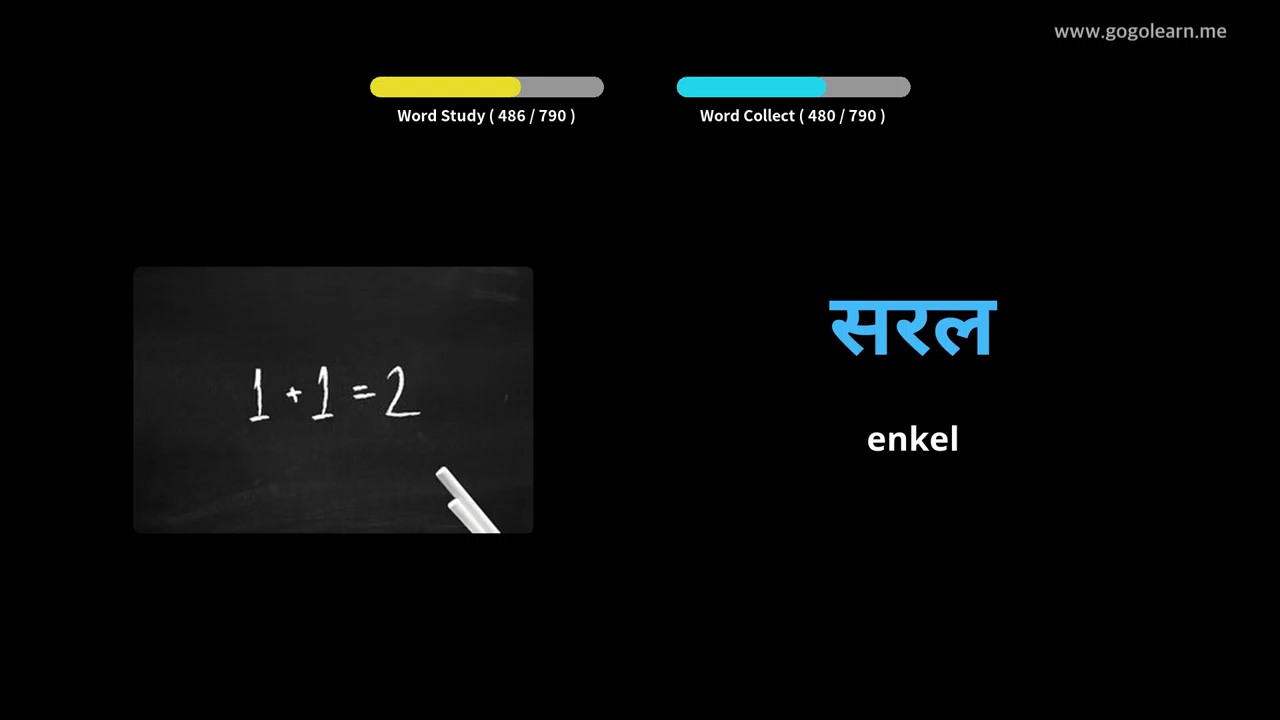 www.gogolearn.me
Word Study ( 486 / 790 )
Word Collect ( 480 / 790 )
1 + 1 = 2
सरल
enkel